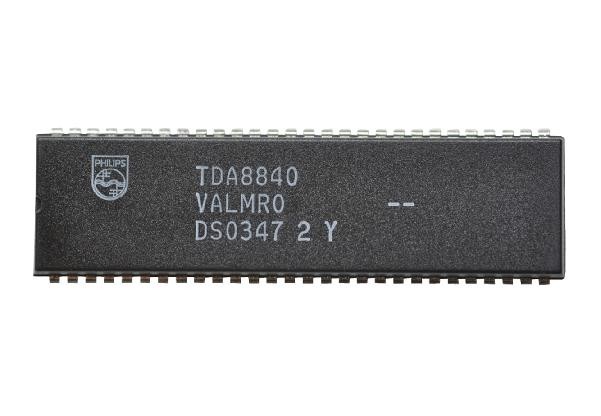 PHILIPS
TDA8840
VALMR0 --
DS0347 2 Y